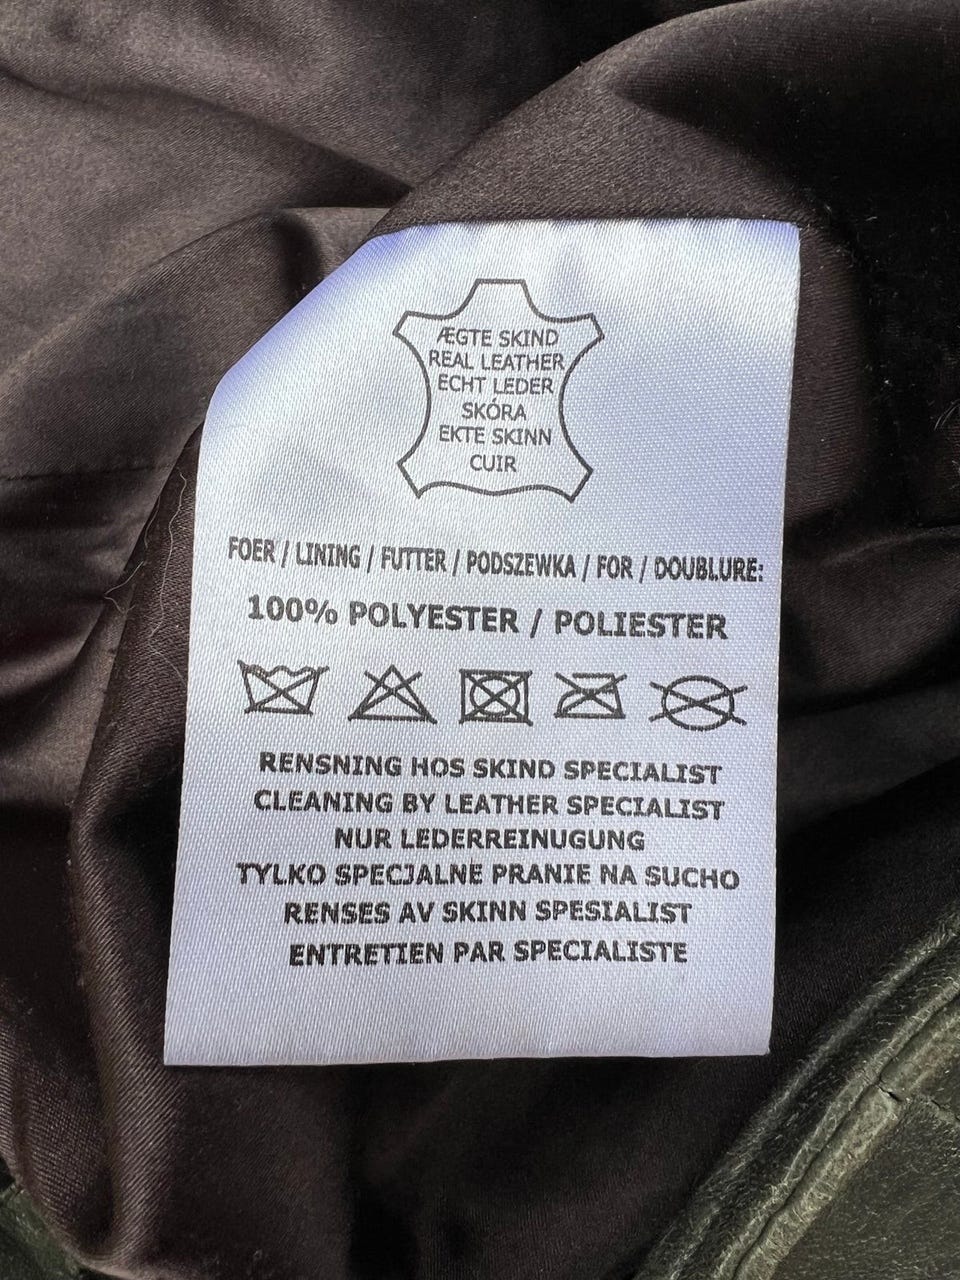 ÆGTE SKIND
REAL LEATHER
ECHT LEDER
SKÓRA
EKTE SKINN
CUIR
FOER / LINING / FUTTER / PODSZEWKA / FOR / DOUBLURE:
100% POLYESTER / POLIESTER
RENSNING HOS SKIND SPECIALIST
CLEANING BY LEATHER SPECIALIST
NUR LEDERREINUGUNG
TYLKO SPECJALNE PRANIE NA SUCHO
RENSES AV SKINN SPESIALIST
ENTRETIEN PAR SPECIALISTE